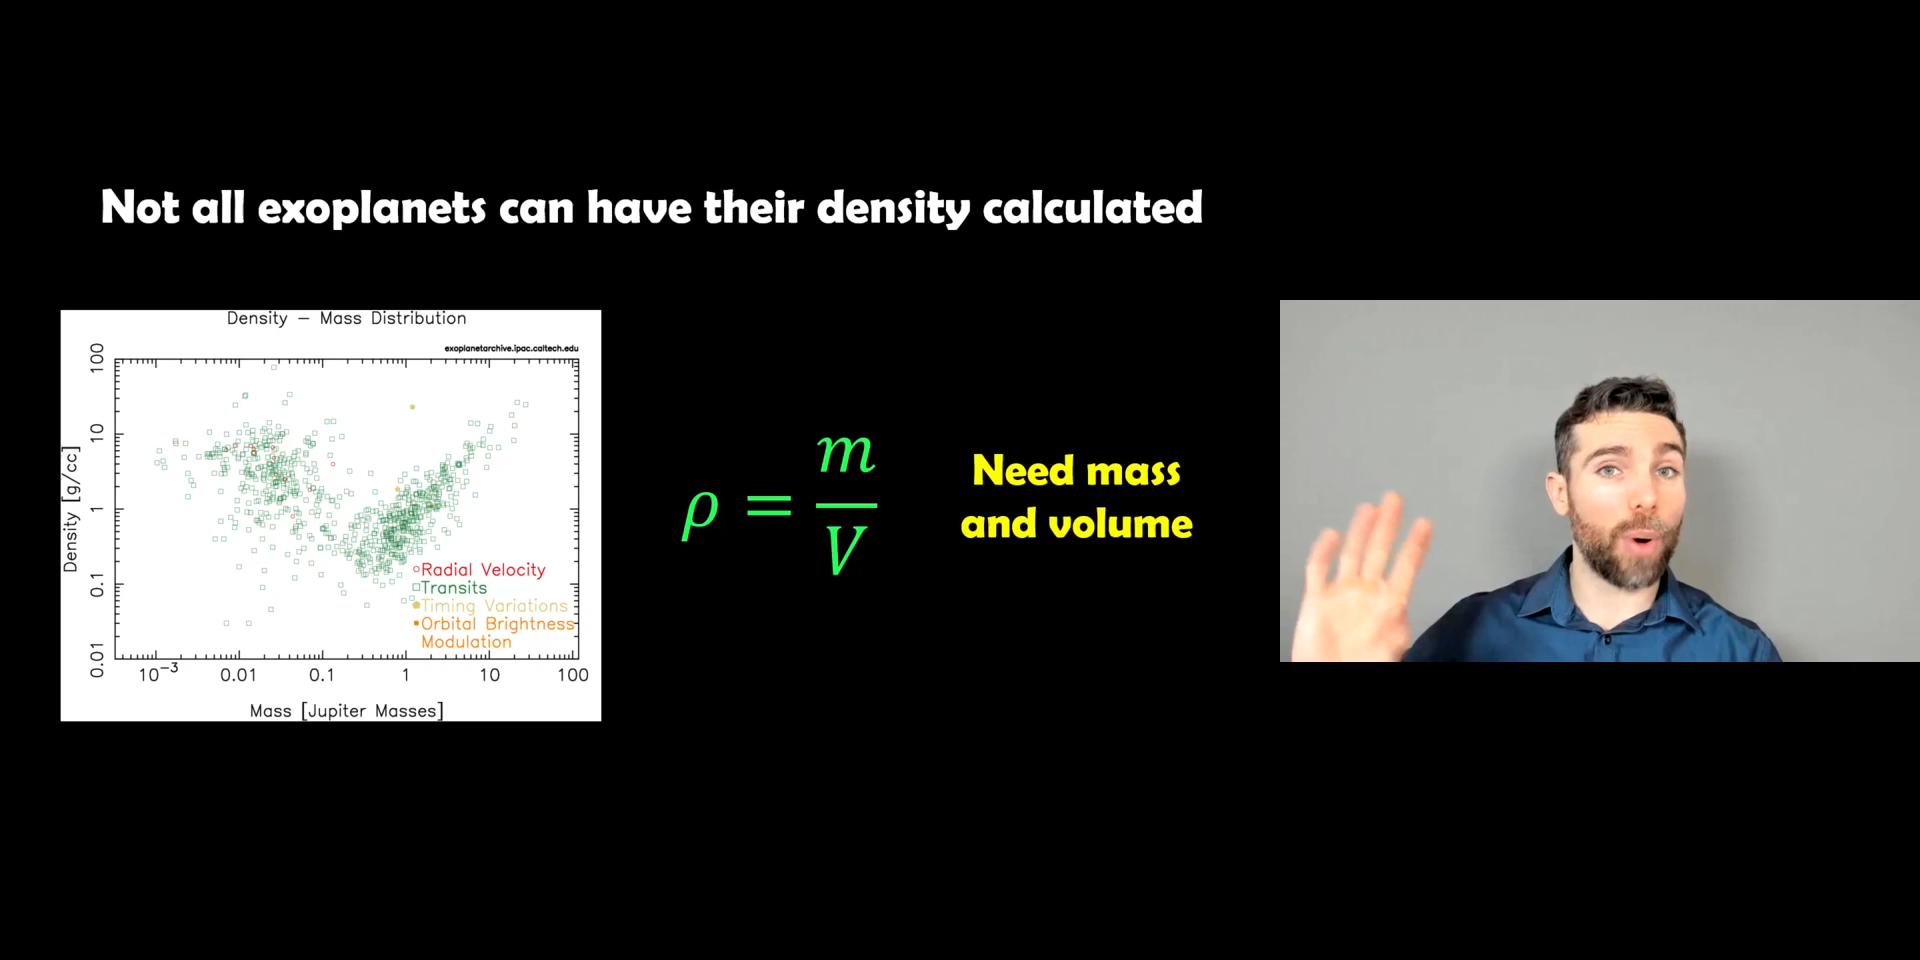 Not all exoplanets can have their density calculated
Density – Mass Distribution
exoplanetarchive.ipac.caltech.edu
Density [g/cc]
100
10
1
0.1
0.01
Radial Velocity
Transits
Timing Variations
Orbital Brightness
Modulation
10⁻³ 0.01 0.1 1 10 100
Mass [Jupiter Masses]
ρ = m/V
Need mass
and volume